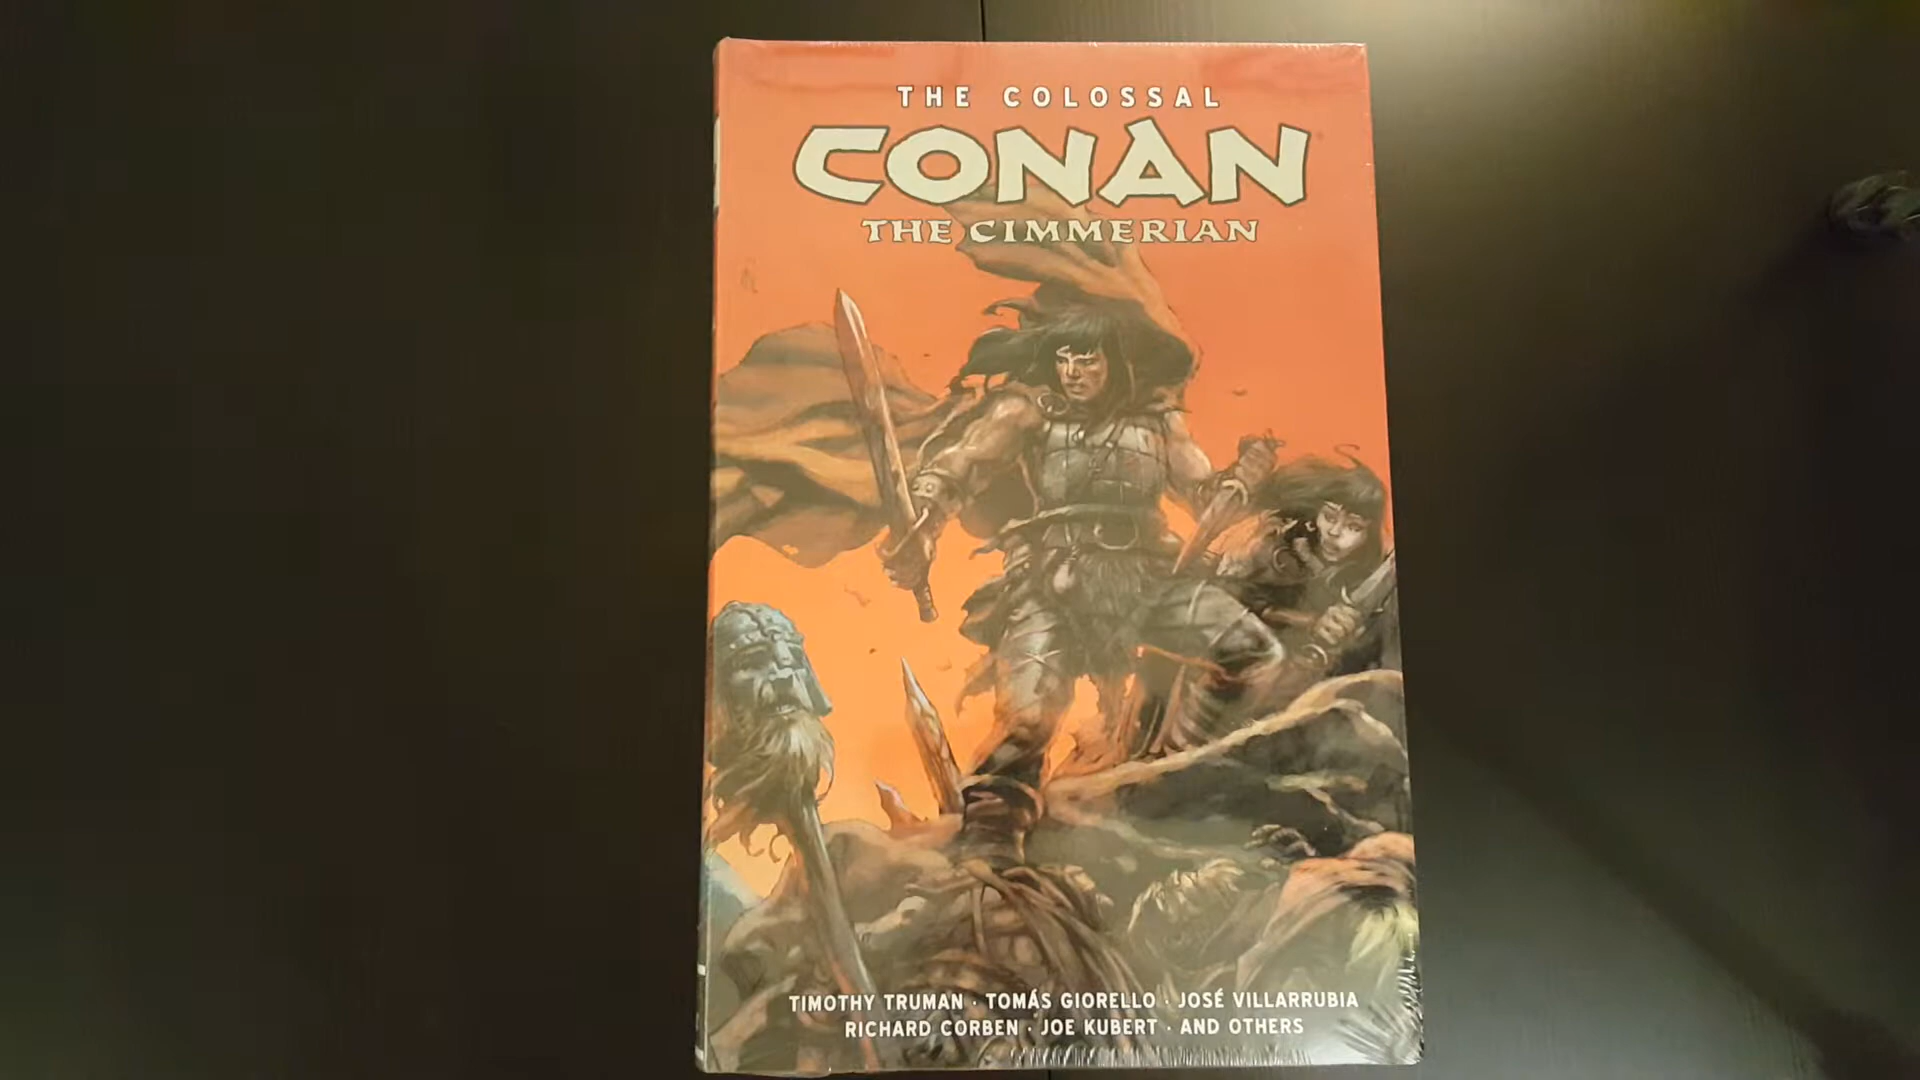 THE COLOSSAL
CONAN
THE CIMMERIAN
TIMOTHY TRUMAN · TOMÁS GIORELLO · JOSÉ VILLARRUBIA
RICHARD CORBEN · JOE KUBERT · AND OTHERS